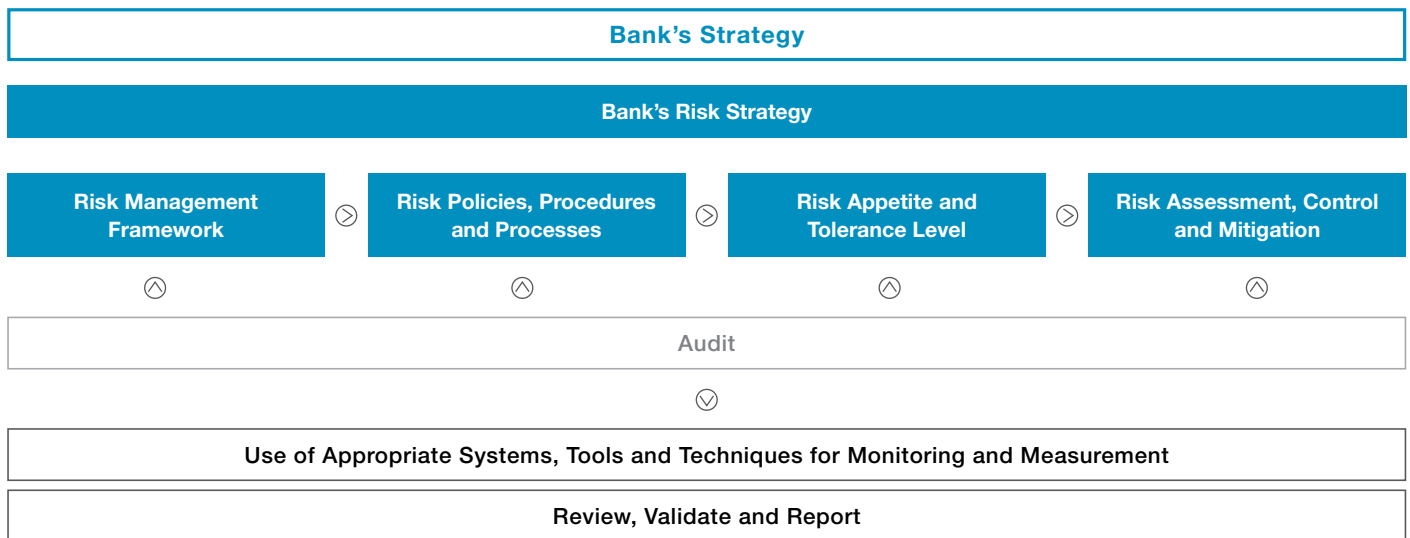 Bank's Strategy
Bank's Risk Strategy
Risk Management
Framework
Risk Policies, Procedures
and Processes
Risk Appetite and
Tolerance Level
Risk Assessment, Control
and Mitigation
Audit
Use of Appropriate Systems, Tools and Techniques for Monitoring and Measurement
Review, Validate and Report